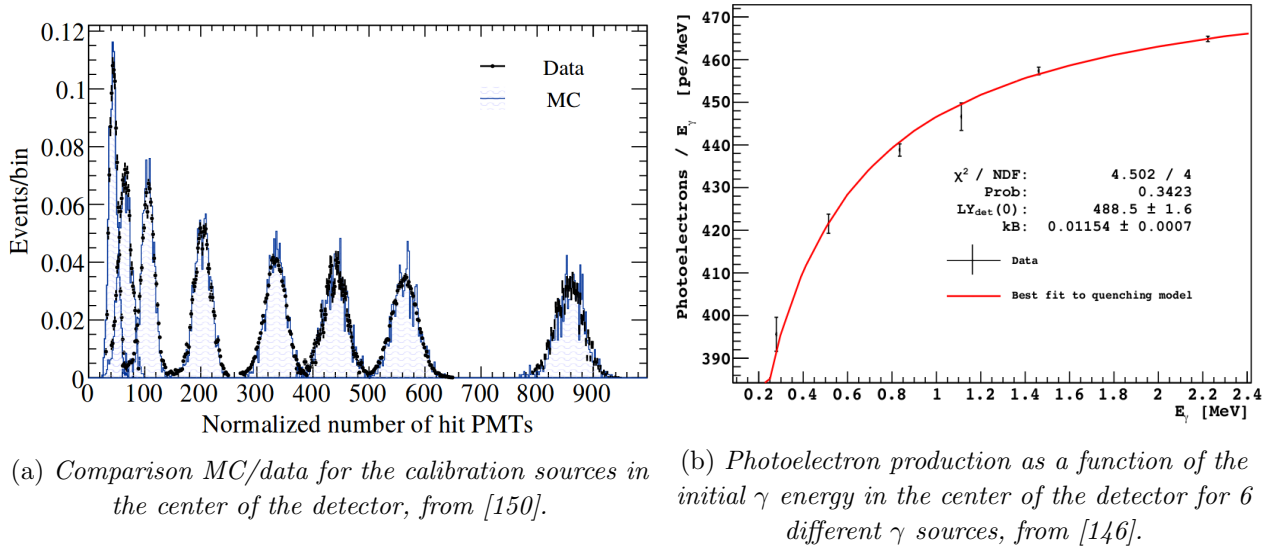 0.12
0.1
0.08
0.06
0.04
0.02
0
Events/bin
Data
MC
0 100 200 300 400 500 600 700 800 900
Normalized number of hit PMTs
(a) Comparison MC/data for the calibration sources in
the center of the detector, from [150].
470
460
450
440
430
420
410
400
390
Photoelectrons / Eγ [pe/MeV]
χ² / NDF: 4.502 / 4
Prob: 0.3423
LYdet(0): 488.5 ± 1.6
kB: 0.01154 ± 0.0007
Data
Best fit to quenching model
0.2 0.4 0.6 0.8 1 1.2 1.4 1.6 1.8 2 2.2 2.4
Eγ [MeV]
(b) Photoelectron production as a function of the
initial γ energy in the center of the detector for 6
different γ sources, from [146].